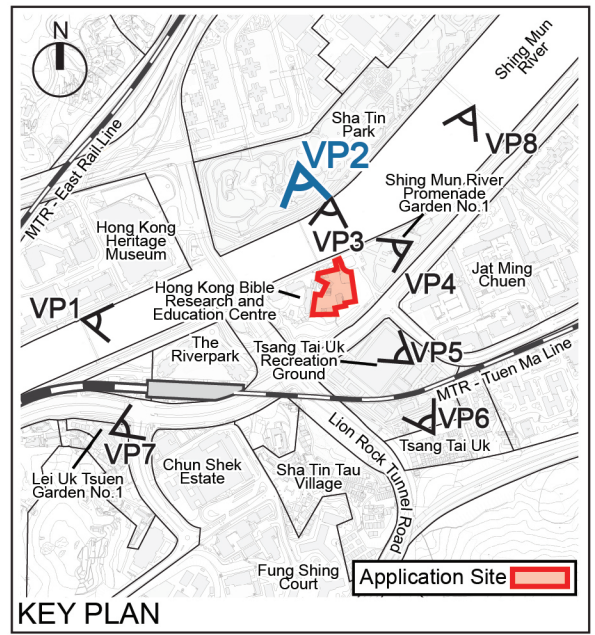 N
Shing Mun
River
Sha Tin
Park
VP8
VP2
MTR - East Rail Line
Shing Mun River
Promenade
Garden No.1
Hong Kong
Heritage
Museum
VP3
VP4
Jat Ming
Chuen
Hong Kong Bible
Research and
Education Centre
VP1
The
Riverpark
Tsang Tai Uk
Recreation
Ground
VP5
MTR - Tuen Ma Line
VP6
Tsang Tai Uk
VP7
Lion Rock Tunnel Road
Lei Uk Tsuen
Garden No.1
Chun Shek
Estate
Sha Tin Tau
Village
Fung Shing
Court
Application Site
KEY PLAN